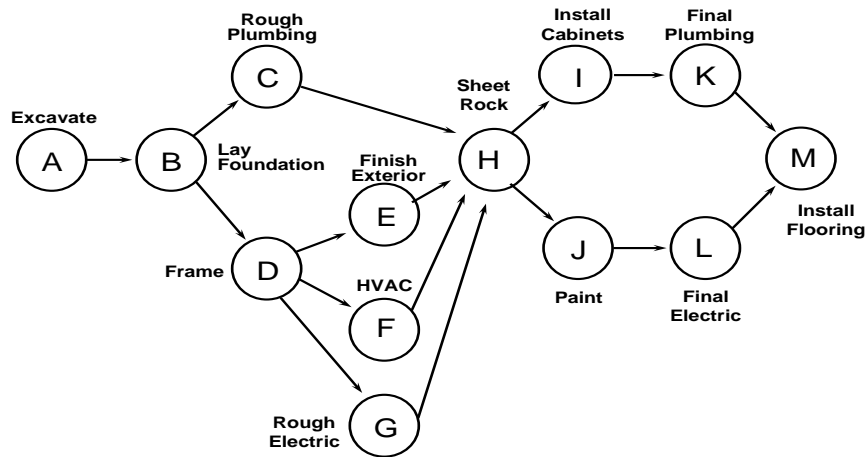 Rough
Plumbing
C
Install
Cabinets
I
Final
Plumbing
K
Excavate
A
B
Lay
Foundation
Sheet
Rock
H
M
Install
Flooring
Finish
Exterior
E
Frame
D
HVAC
F
J
Paint
L
Final
Electric
Rough
Electric
G